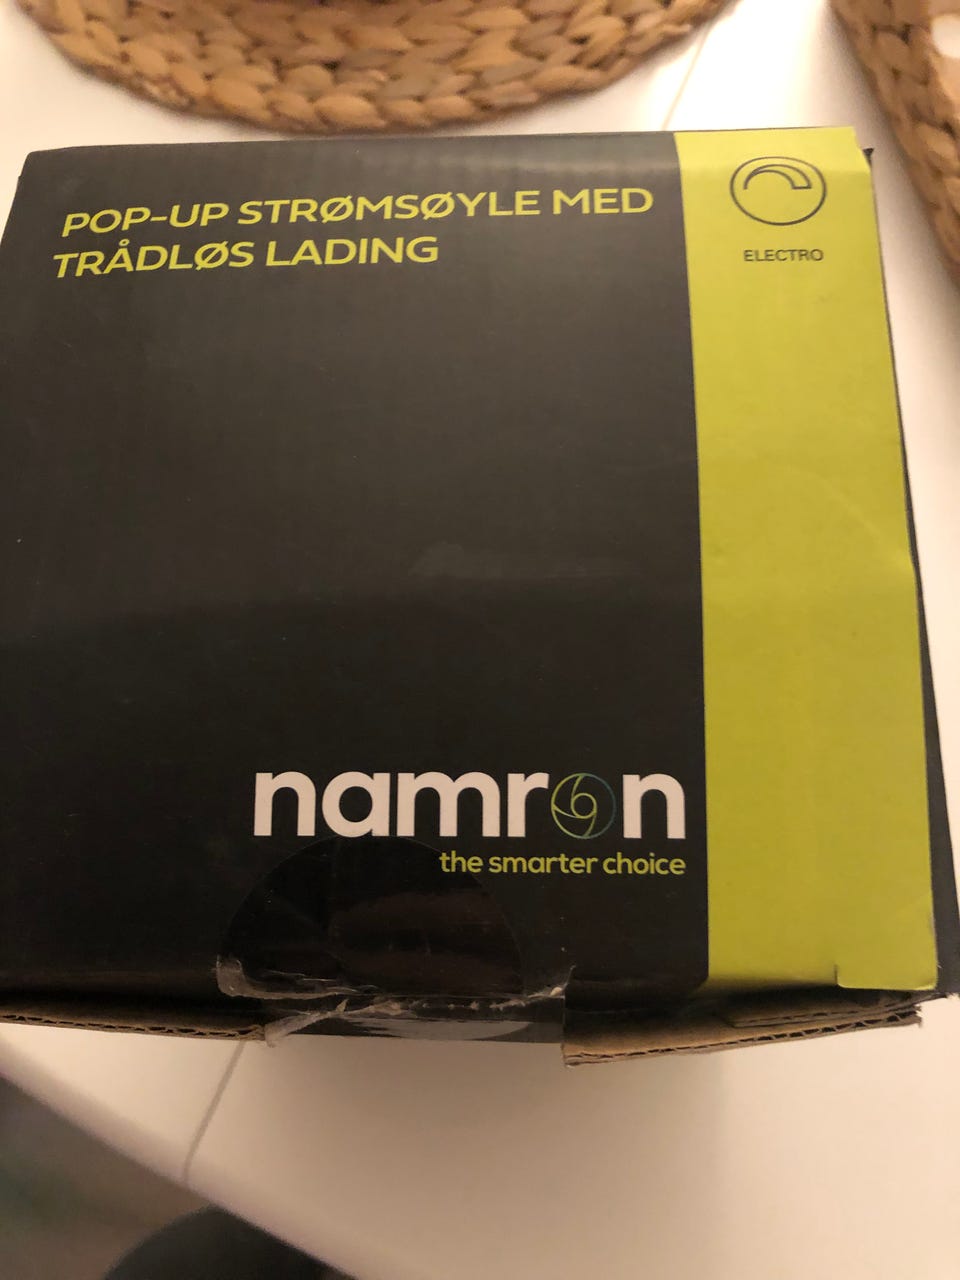 POP-UP STRØMSØYLE MED
TRÅDLØS LADING
ELECTRO
namron
the smarter choice